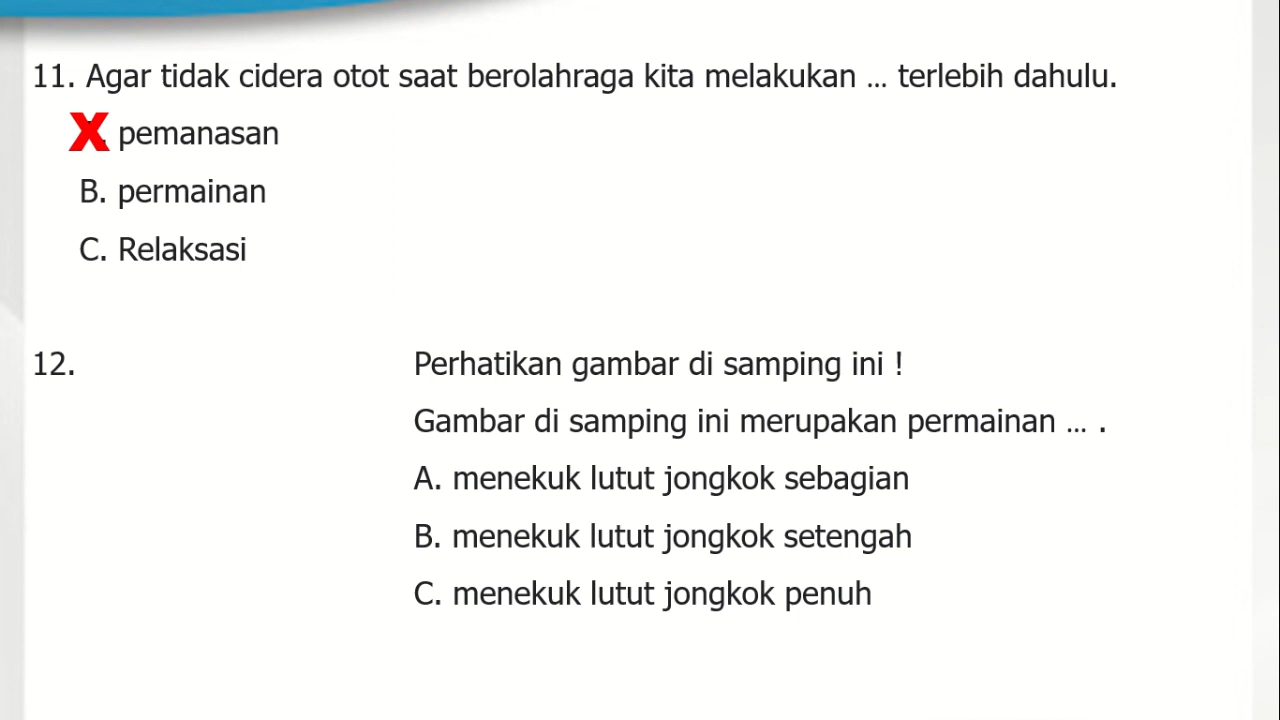 11. Agar tidak cidera otot saat berolahraga kita melakukan ... terlebih dahulu.
X. pemanasan
B. permainan
C. Relaksasi
12. Perhatikan gambar di samping ini !
Gambar di samping ini merupakan permainan ... .
A. menekuk lutut jongkok sebagian
B. menekuk lutut jongkok setengah
C. menekuk lutut jongkok penuh